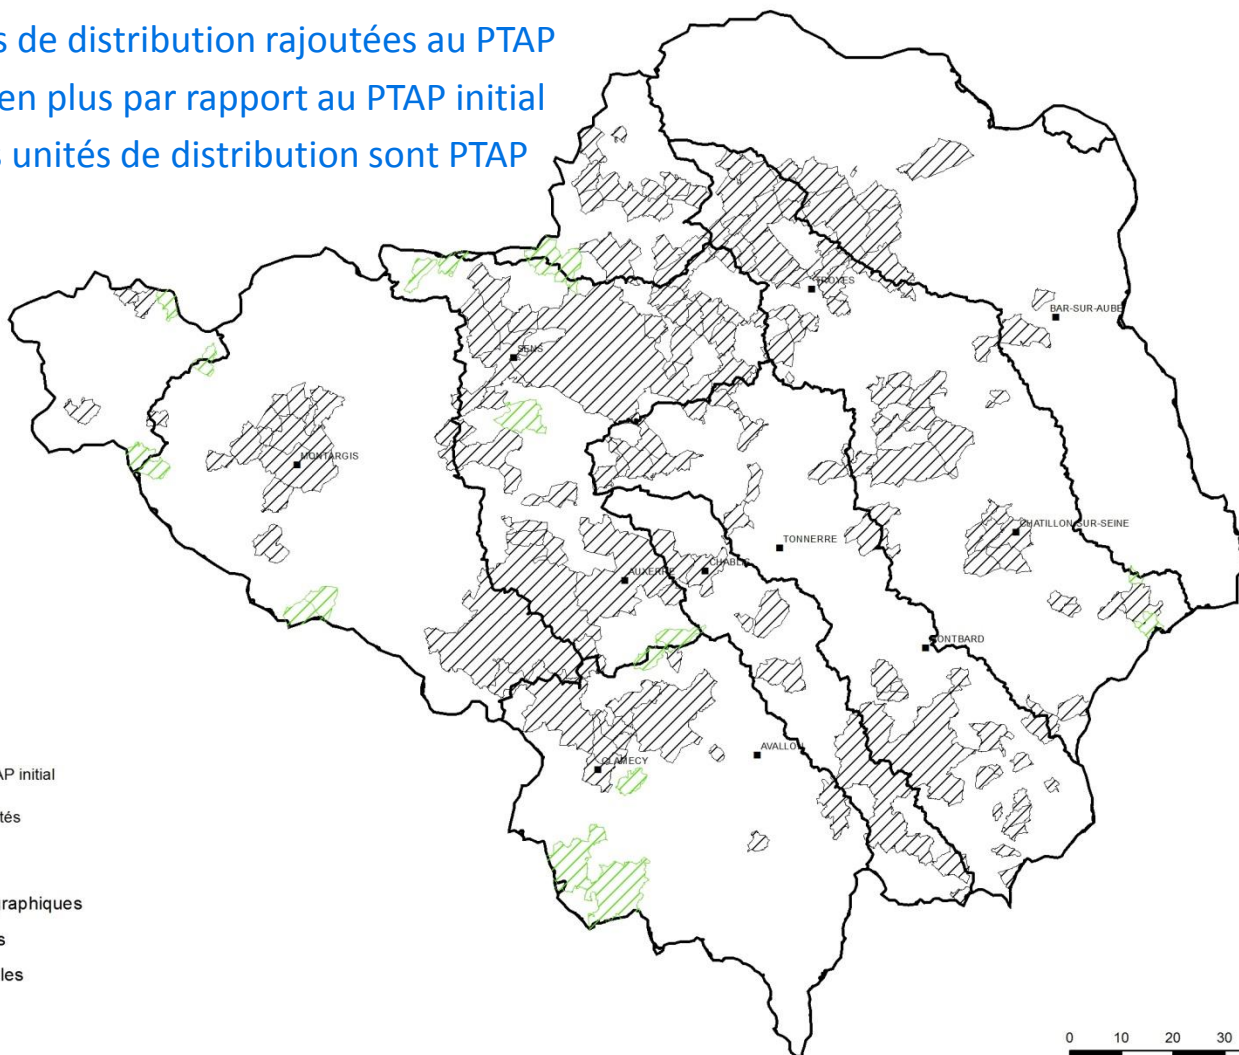 s de distribution rajoutées au PTAP
en plus par rapport au PTAP initial
s unités de distribution sont PTAP
TROYES
BAR-SUR-AUBE
SENS
MONTARGIS
CHATILLON-SUR-SEINE
TONNERRE
CHABLIS
AUXERRE
MONTBARD
AVALLON
CLAMECY
AP initial
tés
graphiques
s
les
0 10 20 30